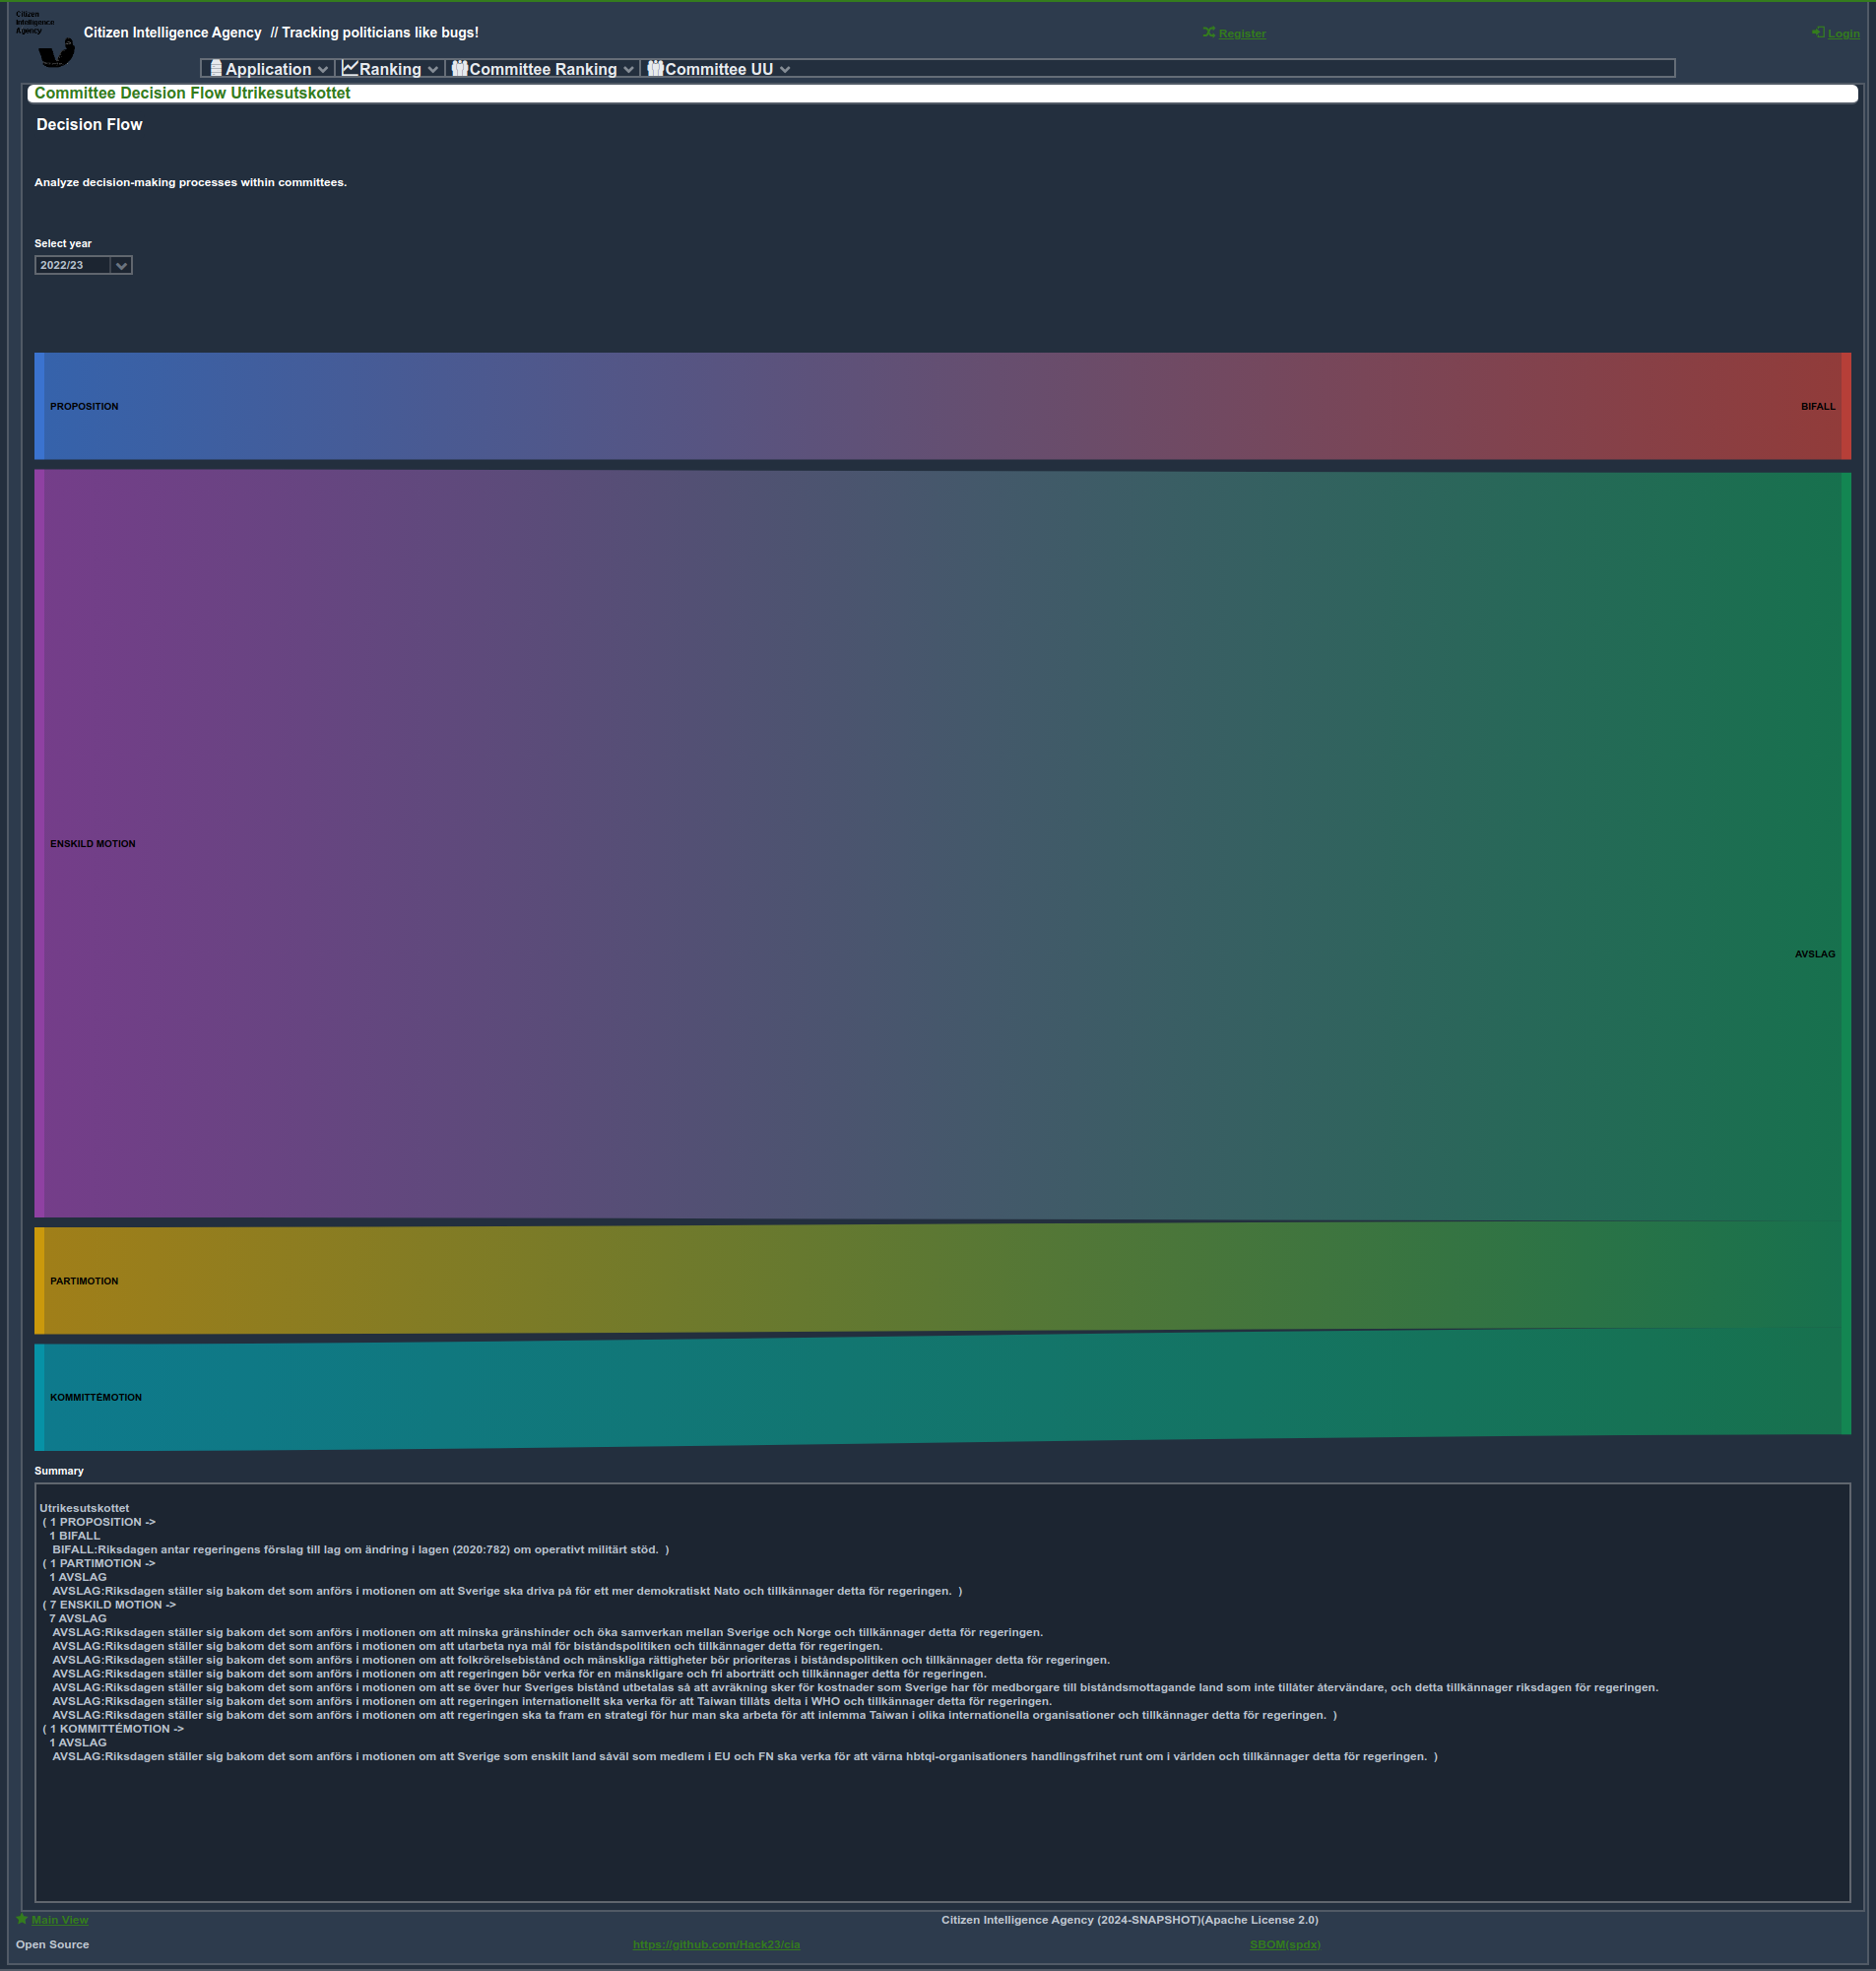 Citizen
Intelligence
Agency
Citizen Intelligence Agency // Tracking politicians like bugs!
Register
Login
Application
Ranking
Committee Ranking
Committee UU
Committee Decision Flow Utrikesutskottet
Decision Flow
Analyze decision-making processes within committees.
Select year
2022/23
PROPOSITION
BIFALL
ENSKILD MOTION
AVSLAG
PARTIMOTION
KOMMITTÉMOTION
Summary
Utrikesutskottet
( 1 PROPOSITION ->
1 BIFALL
BIFALL:Riksdagen antar regeringens förslag till lag om ändring i lagen (2020:782) om operativt militärt stöd. )
( 1 PARTIMOTION ->
1 AVSLAG
AVSLAG:Riksdagen ställer sig bakom det som anförs i motionen om att Sverige ska driva på för ett mer demokratiskt Nato och tillkännager detta för regeringen. )
( 7 ENSKILD MOTION ->
7 AVSLAG
AVSLAG:Riksdagen ställer sig bakom det som anförs i motionen om att minska gränshinder och öka samverkan mellan Sverige och Norge och tillkännager detta för regeringen.
AVSLAG:Riksdagen ställer sig bakom det som anförs i motionen om att utarbeta nya mål för biståndspolitiken och tillkännager detta för regeringen.
AVSLAG:Riksdagen ställer sig bakom det som anförs i motionen om att folkrörelsebistånd och mänskliga rättigheter bör prioriteras i biståndspolitiken och tillkännager detta för regeringen.
AVSLAG:Riksdagen ställer sig bakom det som anförs i motionen om att regeringen bör verka för en mänskligare och fri aborträtt och tillkännager detta för regeringen.
AVSLAG:Riksdagen ställer sig bakom det som anförs i motionen om att se över hur Sveriges bistånd utbetalas så att avräkning sker för kostnader som Sverige har för medborgare till biståndsmottagande land som inte tillåter återvändare, och detta tillkännager riksdagen för regeringen.
AVSLAG:Riksdagen ställer sig bakom det som anförs i motionen om att regeringen internationellt ska verka för att Taiwan tillåts delta i WHO och tillkännager detta för regeringen.
AVSLAG:Riksdagen ställer sig bakom det som anförs i motionen om att regeringen ska ta fram en strategi för hur man ska arbeta för att inlemma Taiwan i olika internationella organisationer och tillkännager detta för regeringen. )
( 1 KOMMITTÉMOTION ->
1 AVSLAG
AVSLAG:Riksdagen ställer sig bakom det som anförs i motionen om att Sverige som enskilt land såväl som medlem i EU och FN ska verka för att värna hbtqi-organisationers handlingsfrihet runt om i världen och tillkännager detta för regeringen. )
Main View
Citizen Intelligence Agency (2024-SNAPSHOT)(Apache License 2.0)
Open Source
https://github.com/Hack23/cia
SBOM(spdx)